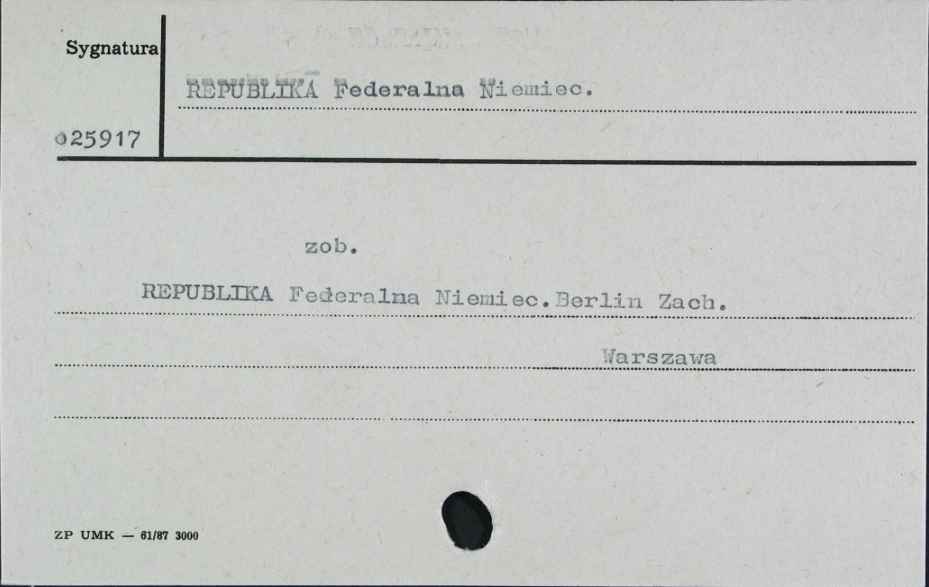 Sygnatura
REPUBLIKA Federalna Niemiec.
025917
zob.
REPUBLIKA Federalna Niemiec.Berlin Zach.
Warszawa
ZP UMK — 61/87 3000